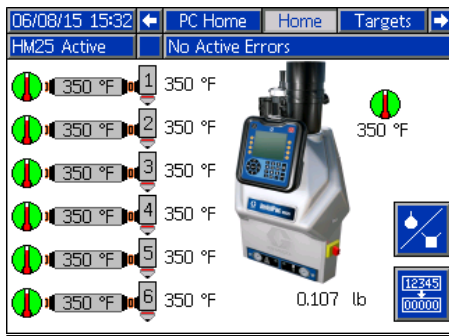 06/08/15 15:32 PC Home Home Targets
HM25 Active No Active Errors
350 °F 1 350 °F
350 °F 2 350 °F
350 °F
350 °F 3 350 °F
350 °F 4 350 °F
350 °F 5 350 °F
350 °F 6 350 °F
0.107 lb
12345
00000